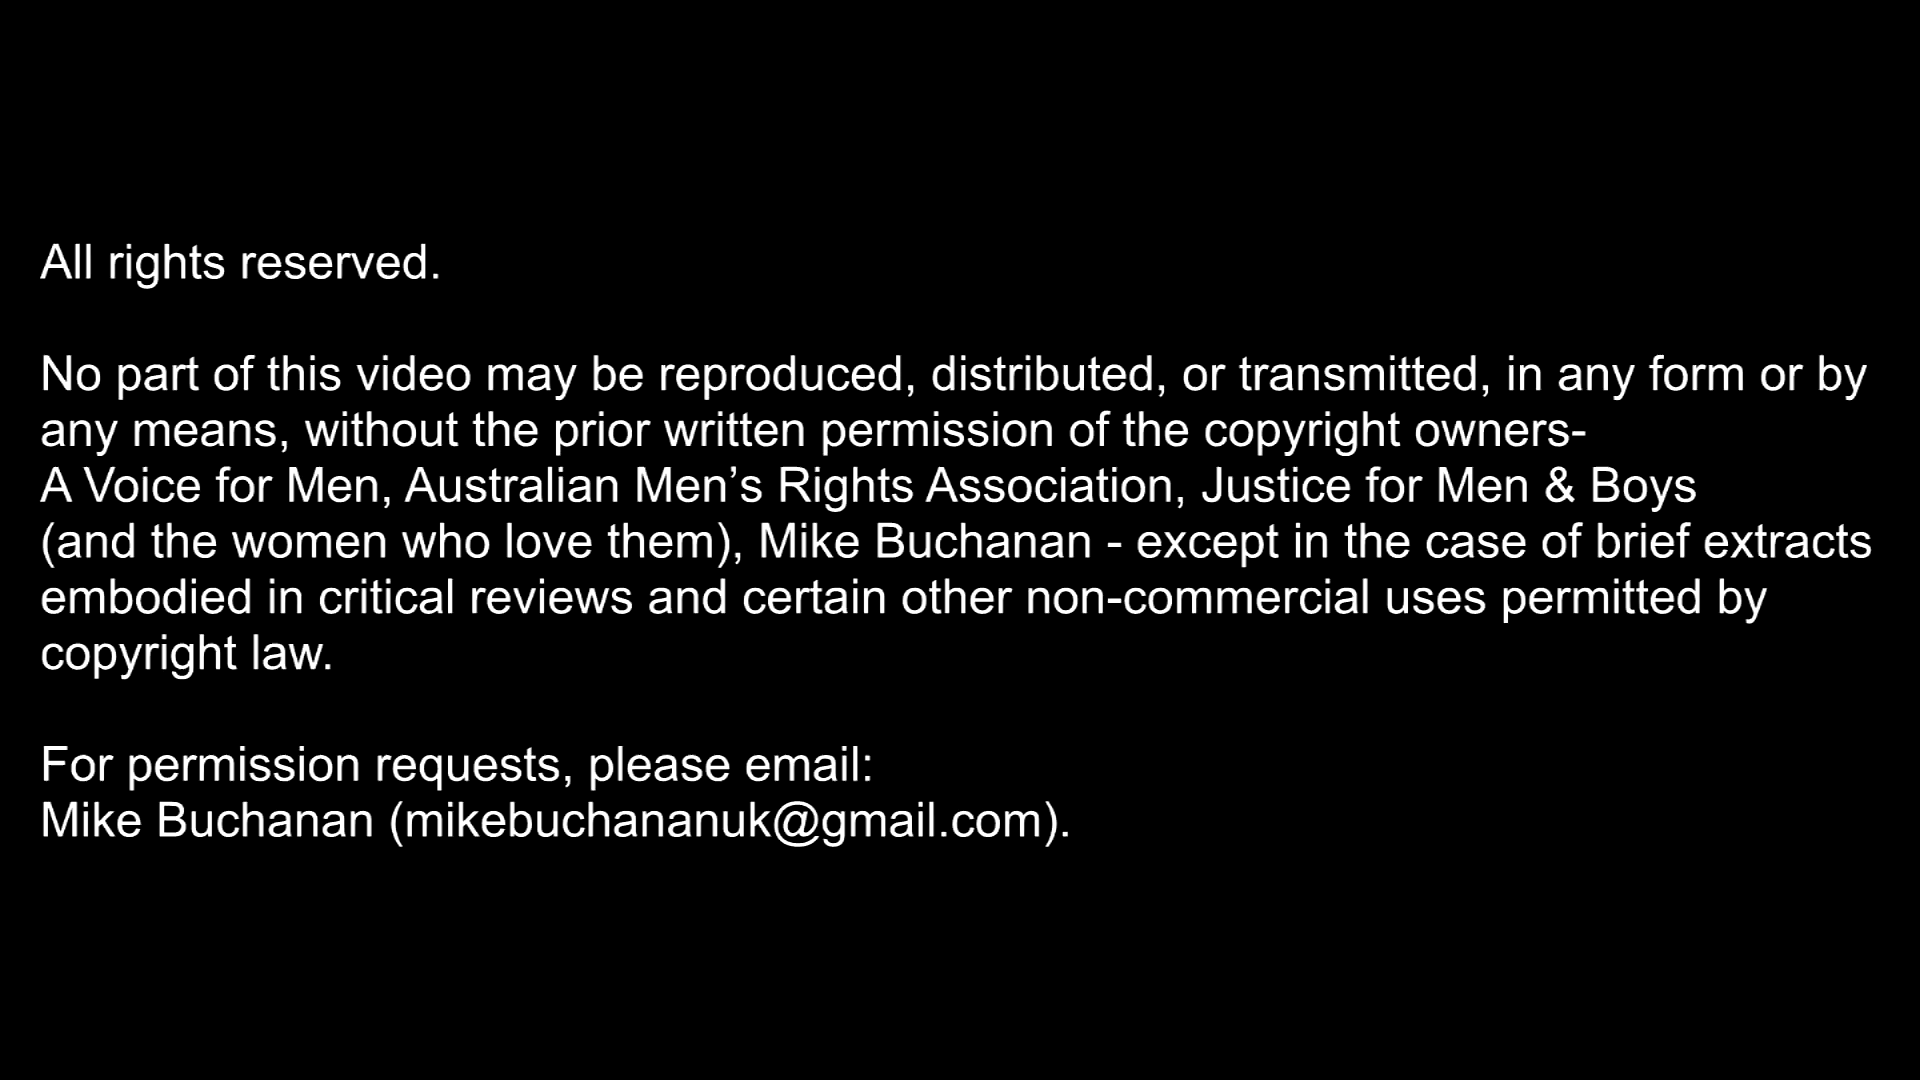 All rights reserved.
No part of this video may be reproduced, distributed, or transmitted, in any form or by
any means, without the prior written permission of the copyright owners-
A Voice for Men, Australian Men’s Rights Association, Justice for Men & Boys
(and the women who love them), Mike Buchanan - except in the case of brief extracts
embodied in critical reviews and certain other non-commercial uses permitted by
copyright law.
For permission requests, please email:
Mike Buchanan (mikebuchananuk@gmail.com).